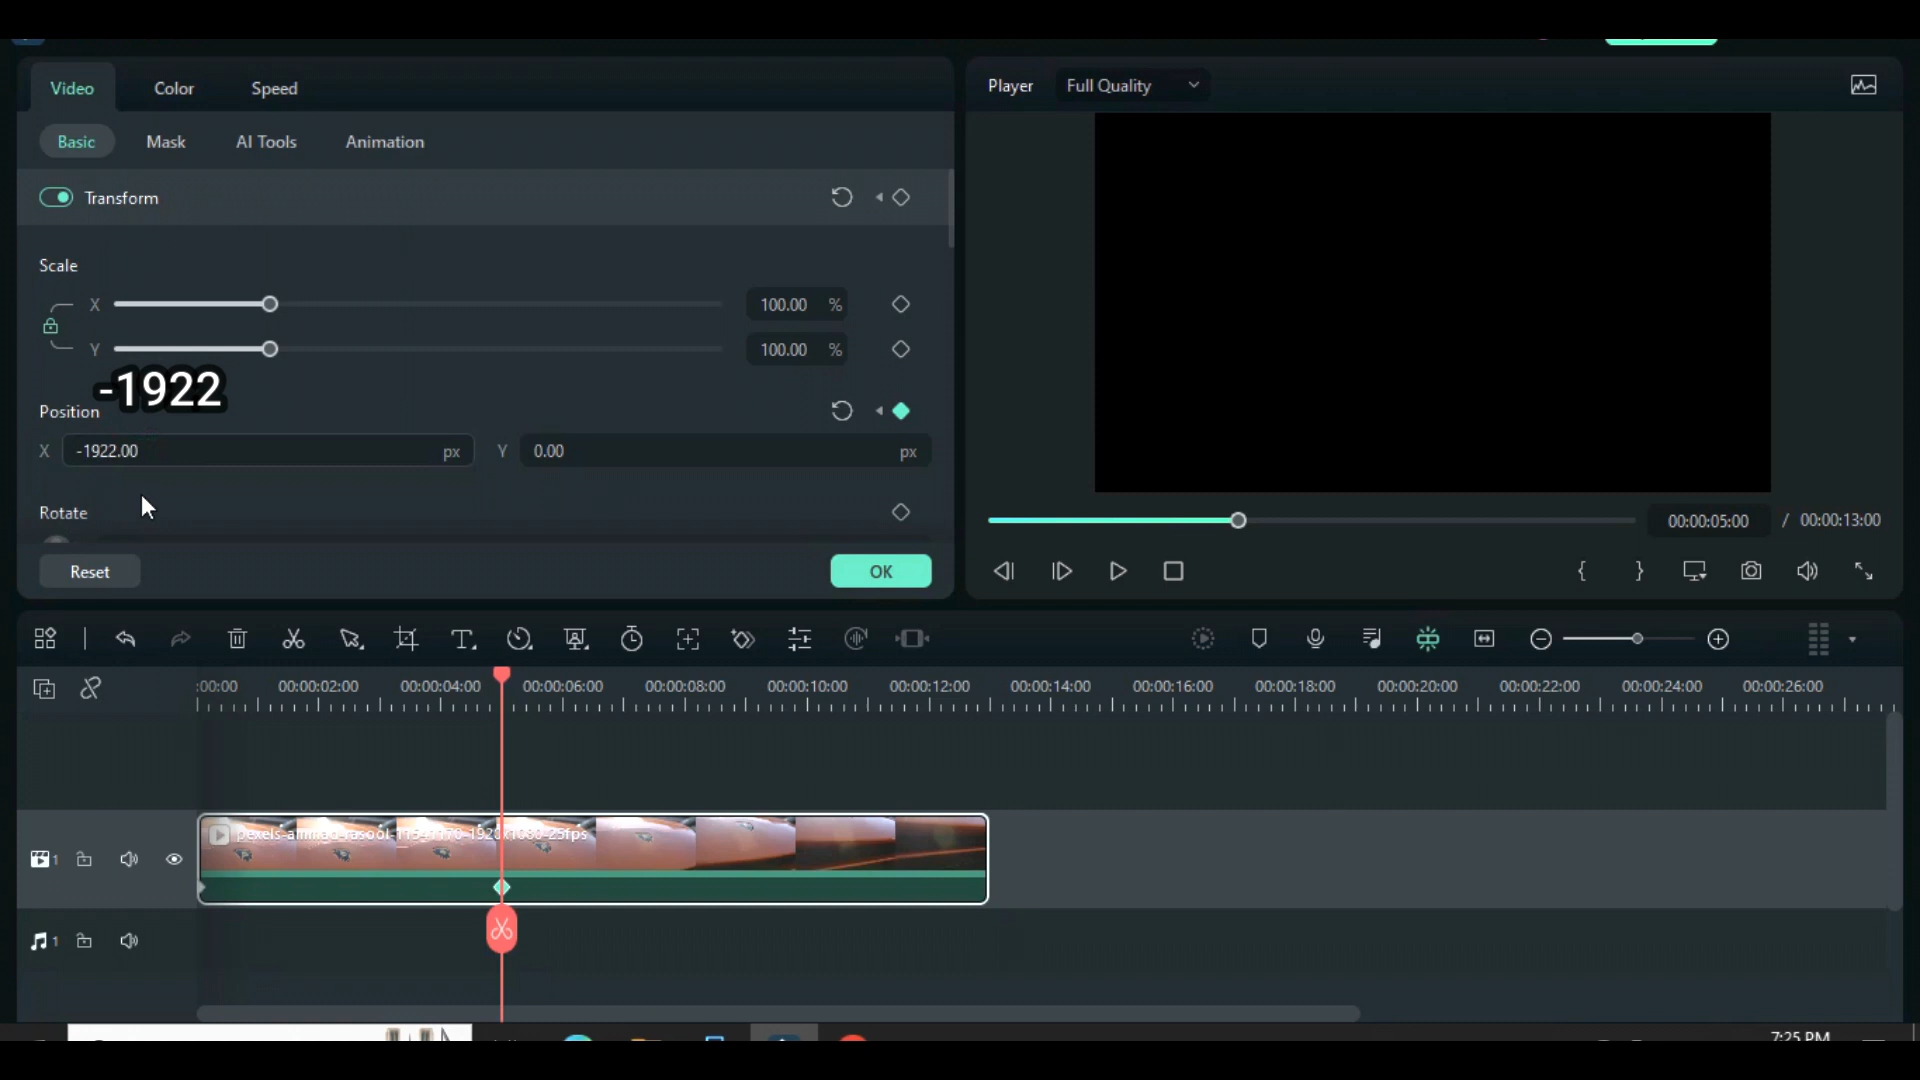 Video Color Speed
Player Full Quality
Basic Mask AI Tools Animation
Transform
Scale
X 100.00 %
Y 100.00 %
-1922
Position
X -1922.00 px Y 0.00 px
Rotate
00:00:05:00 / 00:00:13:00
Reset OK
{ }
:00:00 00:00:02:00 00:00:04:00 00:00:06:00 00:00:08:00 00:00:10:00 00:00:12:00 00:00:14:00 00:00:16:00 00:00:18:00 00:00:20:00 00:00:22:00 00:00:24:00 00:00:26:00
1
1
7:25 PM